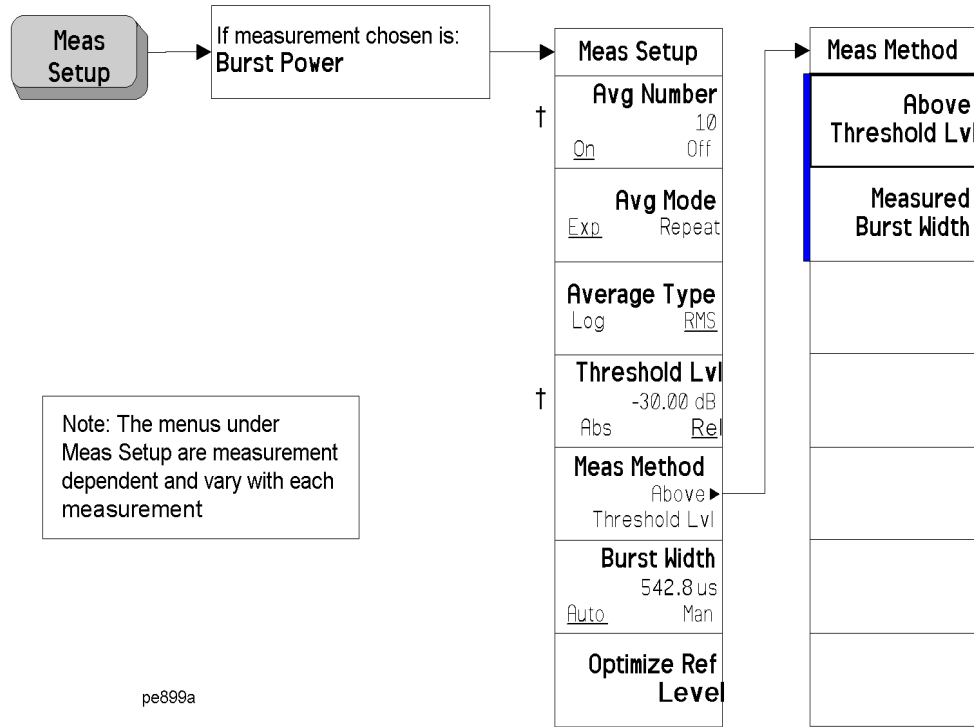 Meas
Setup
If measurement chosen is:
Burst Power
Meas Setup
† Avg Number
10
On Off
Avg Mode
Exp Repeat
Average Type
Log RMS
† Threshold Lvl
-30.00 dB
Abs Rel
Meas Method
Above
Threshold Lvl
Burst Width
542.8 us
Auto Man
Optimize Ref
Level
Meas Method
Above
Threshold Lvl
Measured
Burst Width
Note: The menus under
Meas Setup are measurement
dependent and vary with each
measurement
pe899a